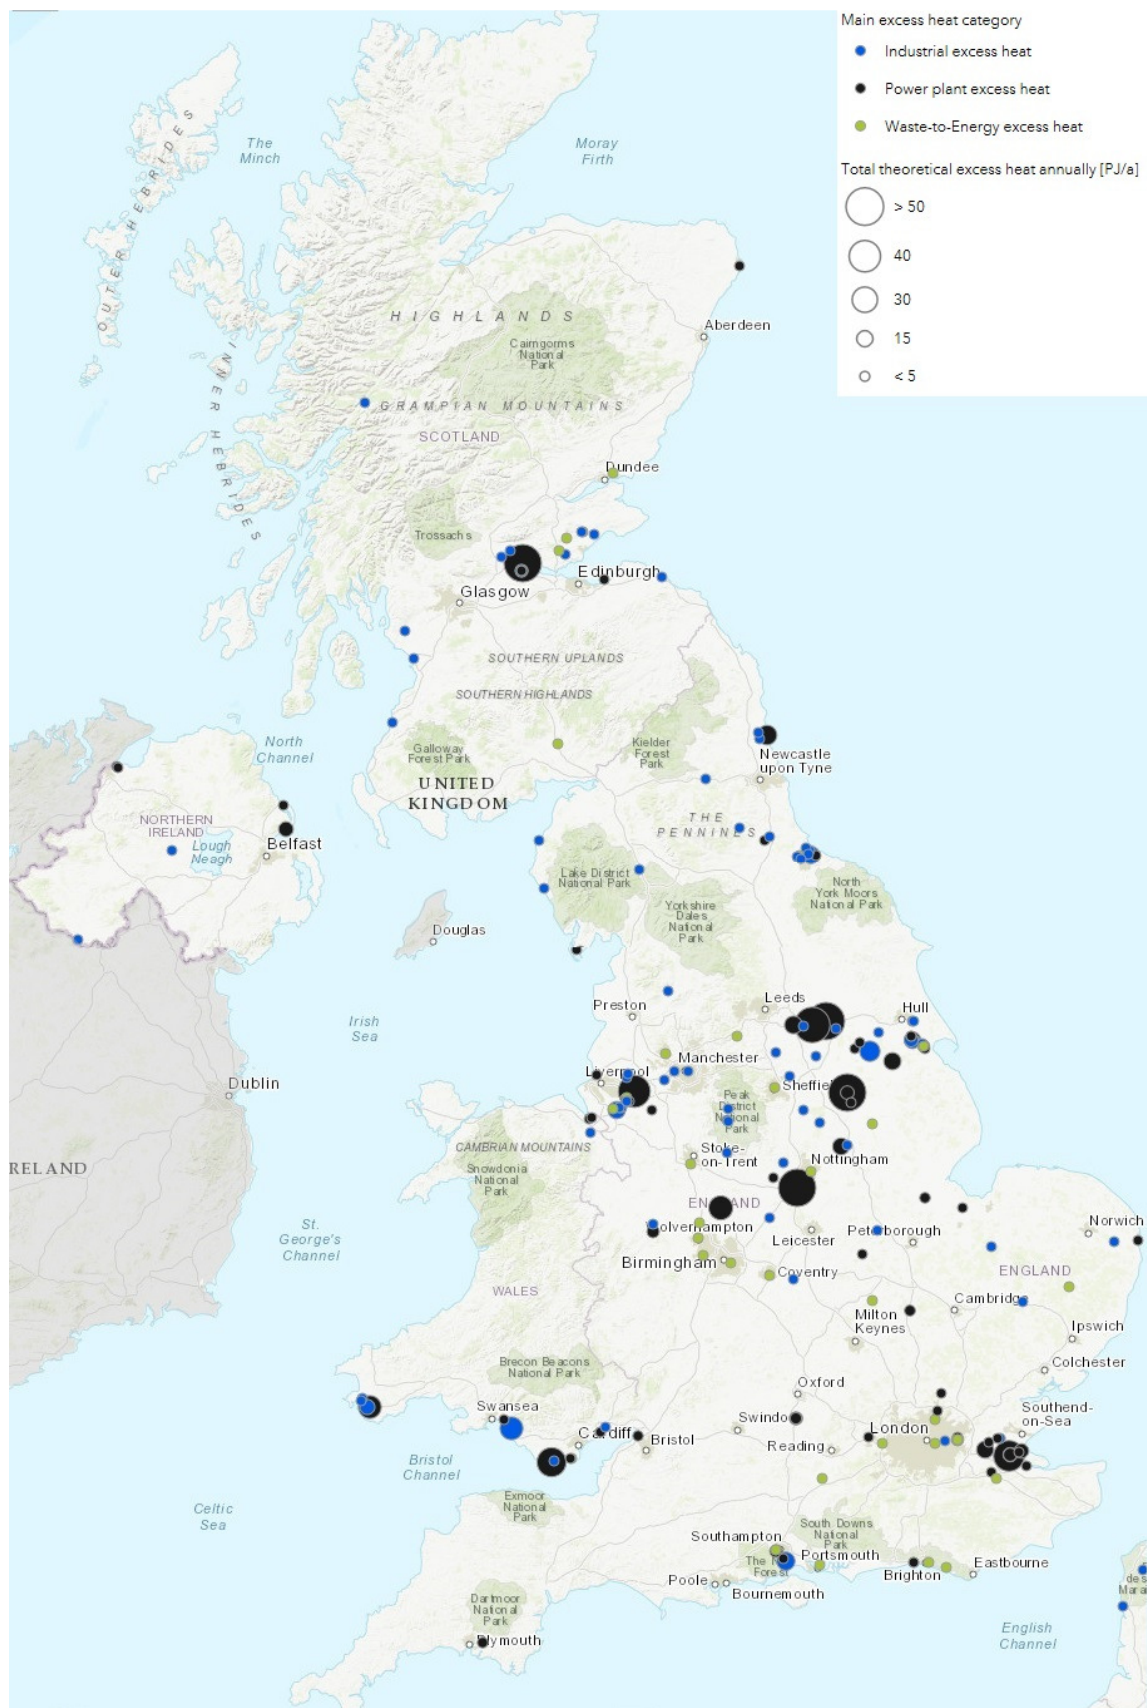 Main excess heat category
Industrial excess heat
Power plant excess heat
Waste-to-Energy excess heat
Total theoretical excess heat annually [PJ/a]
> 50
40
30
15
< 5
OUTER HEBRIDES
The
Minch
Moray
Firth
INNER HEBRIDES
HIGHLANDS
Cairngorms
National
Park
Aberdeen
GRAMPIAN MOUNTAINS
SCOTLAND
Dundee
Trossachs
Edinburgh
Glasgow
SOUTHERN UPLANDS
SOUTHERN HIGHLANDS
North
Channel
Galloway
Forest Park
Kielder
Forest
Park
Newcastle
upon Tyne
UNITED
KINGDOM
NORTHERN
IRELAND
Lough
Neagh
Belfast
THE
PENNINES
Lake District
National Park
North
York Moors
National Park
Yorkshire
Dales
National
Park
Douglas
Irish
Sea
Preston
Leeds
Hull
Manchester
Liverpool
Dublin
Peak
District
National
Park
Sheffiel
CAMBRIAN MOUNTAINS
Snowdonia
National
Park
Stoke-
on-Trent
Nottingham
RELAND
ENGLAND
St.
George's
Channel
Wolverhampton
Leicester
Peterborough
Norwich
Birmingham
Coventry
ENGLAND
WALES
Milton
Keynes
Cambridge
Ipswich
Colchester
Brecon Beacons
National Park
Oxford
Swansea
Swindo
London
Southend-
on-Sea
Cardiff
Bristol
Reading
Bristol
Channel
Celtic
Sea
Exmoor
National
Park
South Downs
National
Park
Southampton
Portsmouth
The N
Forest
Brighton
Eastbourne
Poole
Bournemouth
Dartmoor
National
Park
Plymouth
English
Channel
de
Mara